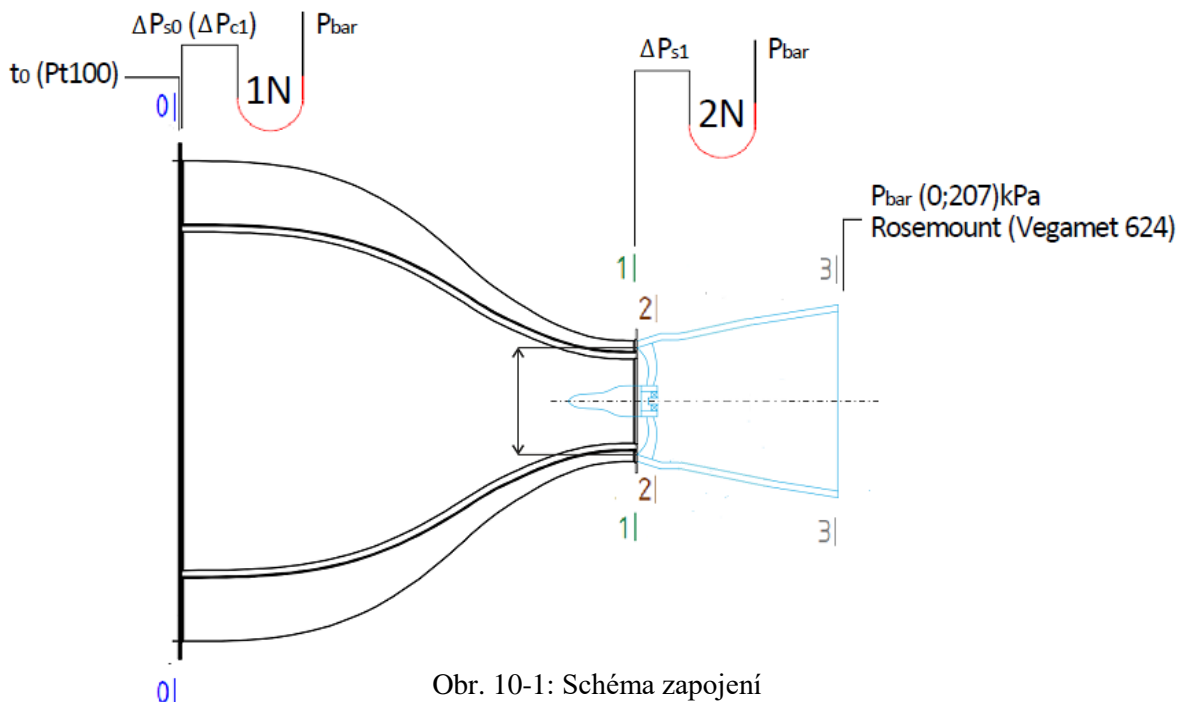 ΔPs0 (ΔPc1)
Pbar
t0 (Pt100)
0|
1N
ΔPs1
Pbar
2N
Pbar (0;207)kPa
Rosemount (Vegamet 624)
1|
3|
2|
2|
1|
3|
0|
Obr. 10-1: Schéma zapojení